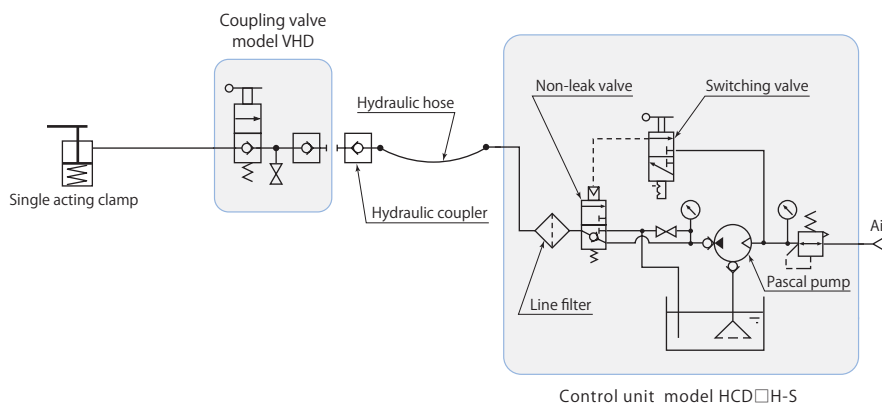 Coupling valve
model VHD
Hydraulic hose
Non-leak valve
Switching valve
Single acting clamp
Hydraulic coupler
Ai
Pascal pump
Line filter
Control unit model HCD□H-S